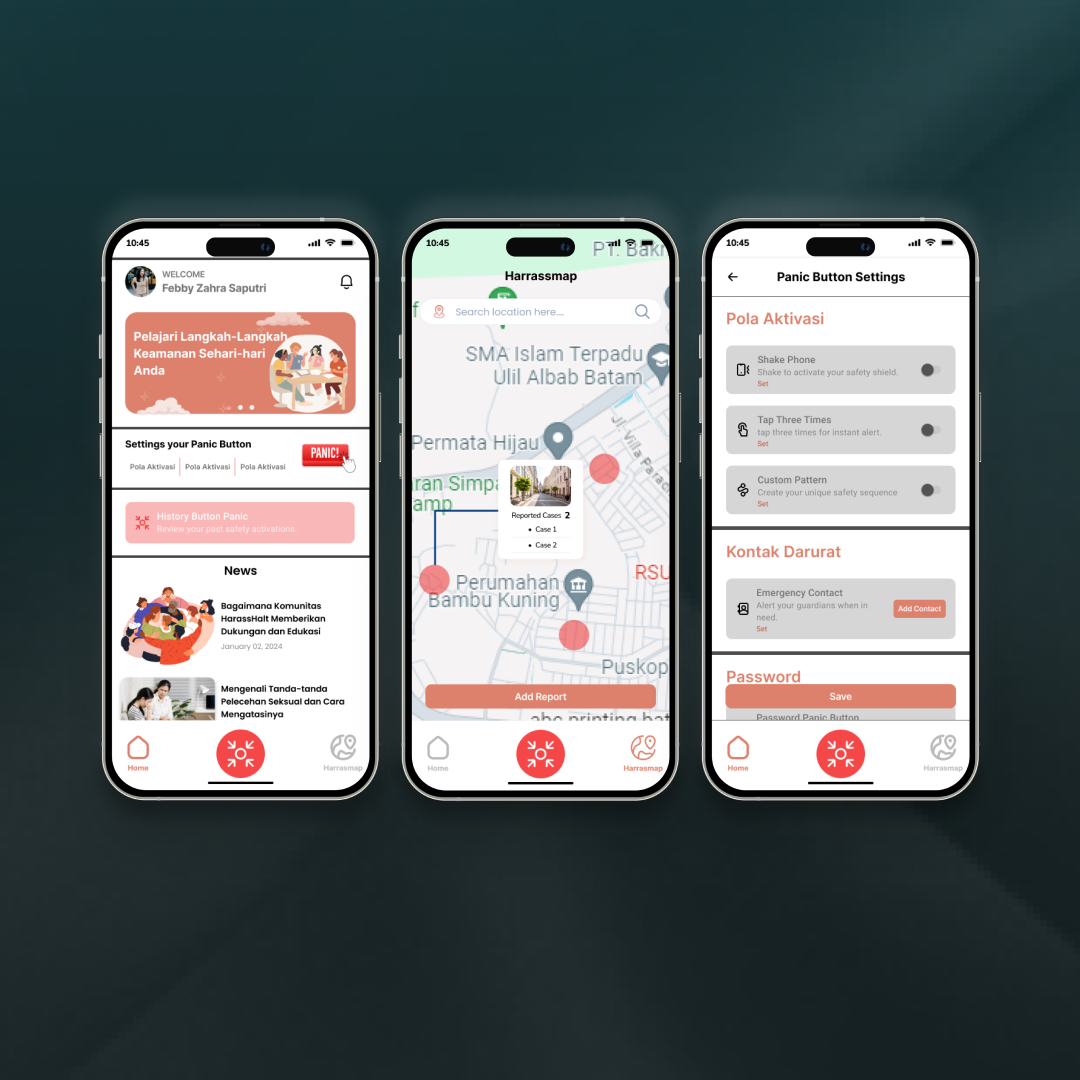 10:45
WELCOME
Febby Zahra Saputri
Pelajari Langkah-Langkah
Keamanan Sehari-hari
Anda
Settings your Panic Button
Pola Aktivasi
Pola Aktivasi
Pola Aktivasi
PANIC!
History Button Panic
Review your past safety activations.
News
Bagaimana Komunitas
HarassHalt Memberikan
Dukungan dan Edukasi
January 02, 2024
Mengenali Tanda-tanda
Pelecehan Seksual dan Cara
Mengatasinya
Home
Harrasmap
10:45
PT. Bakr
Harrassmap
Search location here....
SMA Islam Terpadu
Ulil Albab Batam
Jl. Villa Parad
Permata Hijau
ran Simpa
amp
Reported Cases 2
• Case 1
• Case 2
RSU
Perumahan
Bambu Kuning
Puskop
Add Report
abc printing bat
Home
Harrasmap
10:45
Panic Button Settings
Pola Aktivasi
Shake Phone
Shake to activate your safety shield.
Set
Tap Three Times
tap three times for instant alert.
Set
Custom Pattern
Create your unique safety sequence
Set
Kontak Darurat
Emergency Contact
Alert your guardians when in
need.
Set
Add Contact
Password
Save
Password Panic Button
Home
Harrasmap